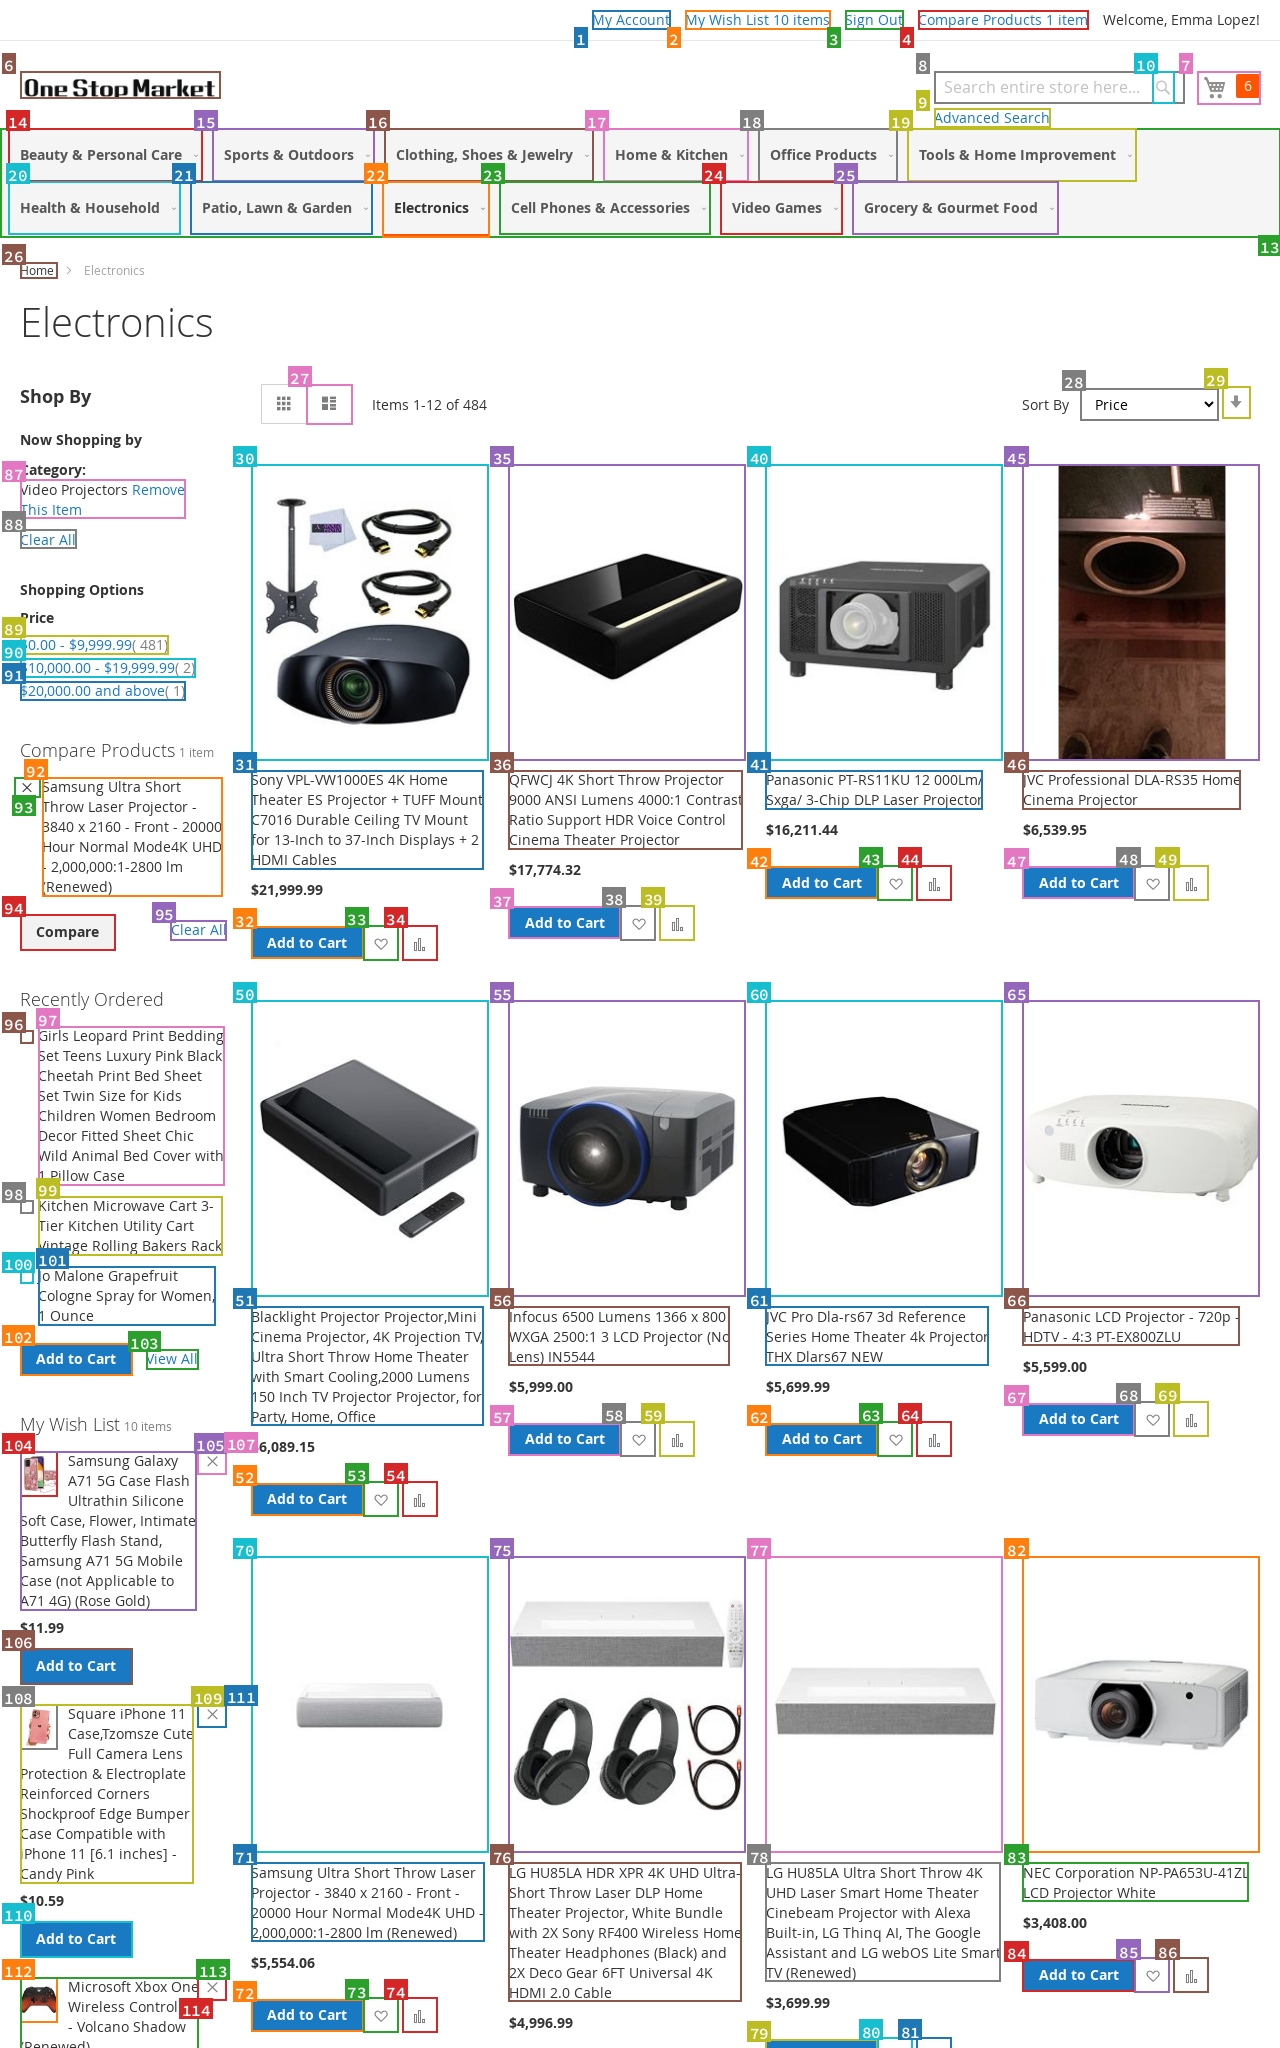 My Account My Wish List 10 items Sign Out Compare Products 1 item Welcome, Emma Lopez!
1 2 3 4
6 8 10 7
One Stop Market Search entire store here... 6
9 Advanced Search
14 15 16 17 18 19
Beauty & Personal Care Sports & Outdoors Clothing, Shoes & Jewelry Home & Kitchen Office Products Tools & Home Improvement
20 21 22 23 24 25
Health & Household Patio, Lawn & Garden Electronics Cell Phones & Accessories Video Games Grocery & Gourmet Food
26 13
Home Electronics
Electronics
27 28 29
Shop By
Items 1-12 of 484 Sort By Price
Now Shopping by
Category:
87 Video Projectors Remove
This Item
88
Clear All
Shopping Options
Price
89
$0.00 - $9,999.99( 481)
90
$10,000.00 - $19,999.99( 2)
91
$20,000.00 and above( 1)
Compare Products 1 item
92
93
Samsung Ultra Short
Throw Laser Projector -
3840 x 2160 - Front - 20000
Hour Normal Mode4K UHD
- 2,000,000:1-2800 lm
(Renewed)
94 95
Compare Clear All
Recently Ordered
96 97
Girls Leopard Print Bedding
Set Teens Luxury Pink Black
Cheetah Print Bed Sheet
Set Twin Size for Kids
Children Women Bedroom
Decor Fitted Sheet Chic
Wild Animal Bed Cover with
1 Pillow Case
98 99
Kitchen Microwave Cart 3-
Tier Kitchen Utility Cart
Vintage Rolling Bakers Rack
100 101
Jo Malone Grapefruit
Cologne Spray for Women,
1 Ounce
102 103
Add to Cart View All
My Wish List 10 items
104 105 107
Samsung Galaxy
A71 5G Case Flash
Ultrathin Silicone
Soft Case, Flower, Intimate
Butterfly Flash Stand,
Samsung A71 5G Mobile
Case (not Applicable to
A71 4G) (Rose Gold)
$11.99
106
Add to Cart
108 109 111
Square iPhone 11
Case,Tzomsze Cute
Full Camera Lens
Protection & Electroplate
Reinforced Corners
Shockproof Edge Bumper
Case Compatible with
iPhone 11 [6.1 inches] -
Candy Pink
$10.59
110
Add to Cart
112 113
114
Microsoft Xbox One
Wireless Control
- Volcano Shadow
(Renewed)
30 35 40 45
31
Sony VPL-VW1000ES 4K Home
Theater ES Projector + TUFF Mount
C7016 Durable Ceiling TV Mount
for 13-Inch to 37-Inch Displays + 2
HDMI Cables
$21,999.99
32 33 34
Add to Cart
36
QFWCJ 4K Short Throw Projector
9000 ANSI Lumens 4000:1 Contrast
Ratio Support HDR Voice Control
Cinema Theater Projector
$17,774.32
37 38 39
Add to Cart
41
Panasonic PT-RS11KU 12 000Lm/
Sxga/ 3-Chip DLP Laser Projector
$16,211.44
42 43 44
Add to Cart
46
JVC Professional DLA-RS35 Home
Cinema Projector
$6,539.95
47 48 49
Add to Cart
50 55 60 65
51
Blacklight Projector Projector,Mini
Cinema Projector, 4K Projection TV,
Ultra Short Throw Home Theater
with Smart Cooling,2000 Lumens
150 Inch TV Projector Projector, for
Party, Home, Office
$6,089.15
52 53 54
Add to Cart
56
Infocus 6500 Lumens 1366 x 800
WXGA 2500:1 3 LCD Projector (No
Lens) IN5544
$5,999.00
57 58 59
Add to Cart
61
JVC Pro Dla-rs67 3d Reference
Series Home Theater 4k Projector
THX Dlars67 NEW
$5,699.99
62 63 64
Add to Cart
66
Panasonic LCD Projector - 720p -
HDTV - 4:3 PT-EX800ZLU
$5,599.00
67 68 69
Add to Cart
70 75 77 82
71
Samsung Ultra Short Throw Laser
Projector - 3840 x 2160 - Front -
20000 Hour Normal Mode4K UHD -
2,000,000:1-2800 lm (Renewed)
$5,554.06
72 73 74
Add to Cart
76
LG HU85LA HDR XPR 4K UHD Ultra-
Short Throw Laser DLP Home
Theater Projector, White Bundle
with 2X Sony RF400 Wireless Home
Theater Headphones (Black) and
2X Deco Gear 6FT Universal 4K
HDMI 2.0 Cable
$4,996.99
78
LG HU85LA Ultra Short Throw 4K
UHD Laser Smart Home Theater
Cinebeam Projector with Alexa
Built-in, LG Thinq AI, The Google
Assistant and LG webOS Lite Smart
TV (Renewed)
$3,699.99
79 80 81
83
NEC Corporation NP-PA653U-41ZL
LCD Projector White
$3,408.00
84 85 86
Add to Cart